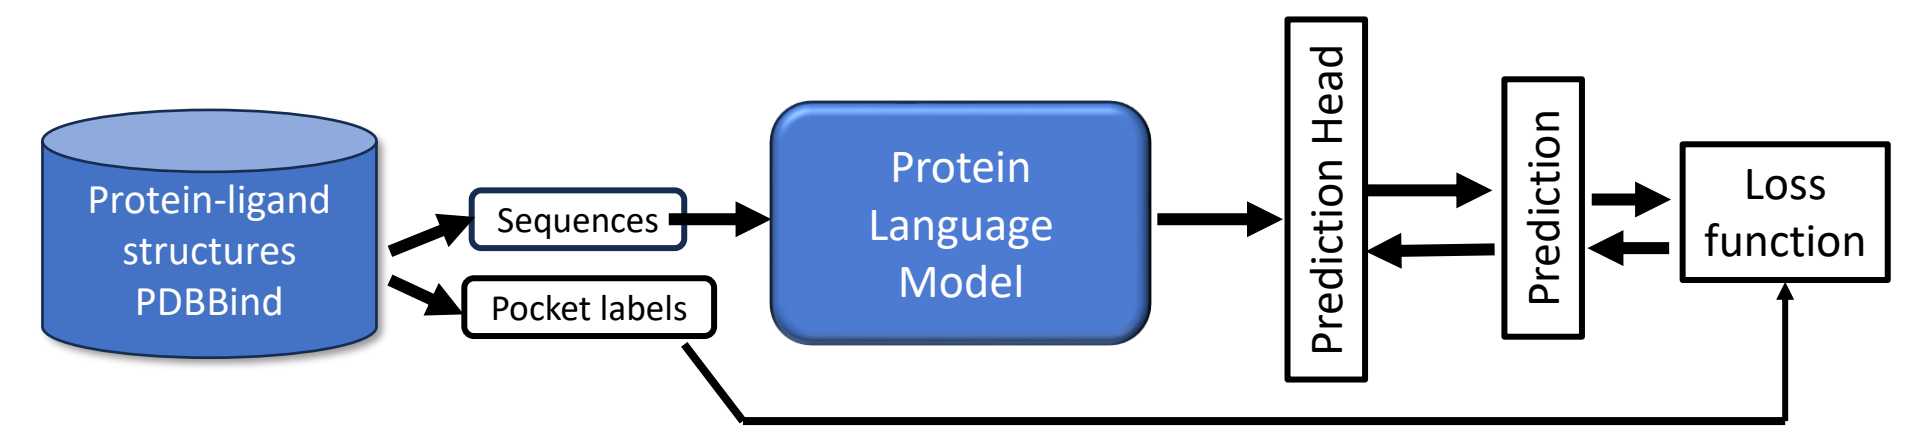 Protein-ligand
structures
PDBBind
Sequences
Pocket labels
Protein
Language
Model
Prediction Head
Prediction
Loss
function